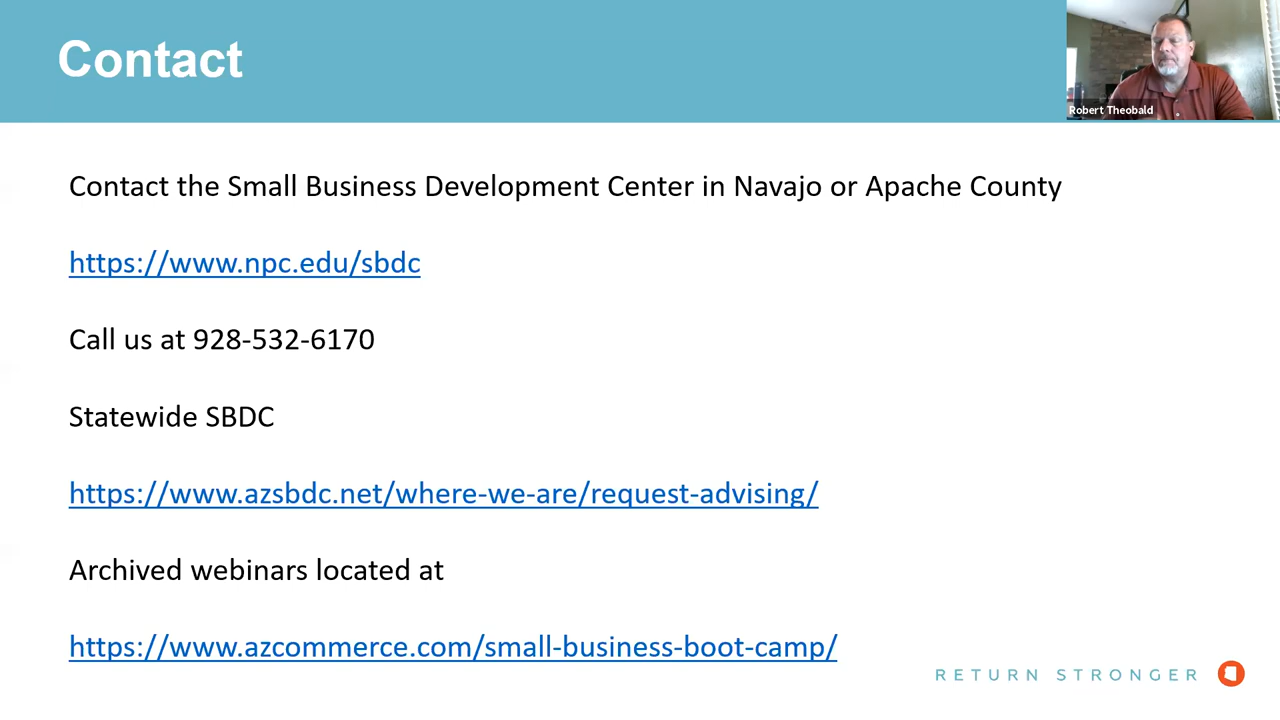 Contact
Robert Theobald
Contact the Small Business Development Center in Navajo or Apache County
https://www.npc.edu/sbdc
Call us at 928-532-6170
Statewide SBDC
https://www.azsbdc.net/where-we-are/request-advising/
Archived webinars located at
https://www.azcommerce.com/small-business-boot-camp/
RETURN STRONGER